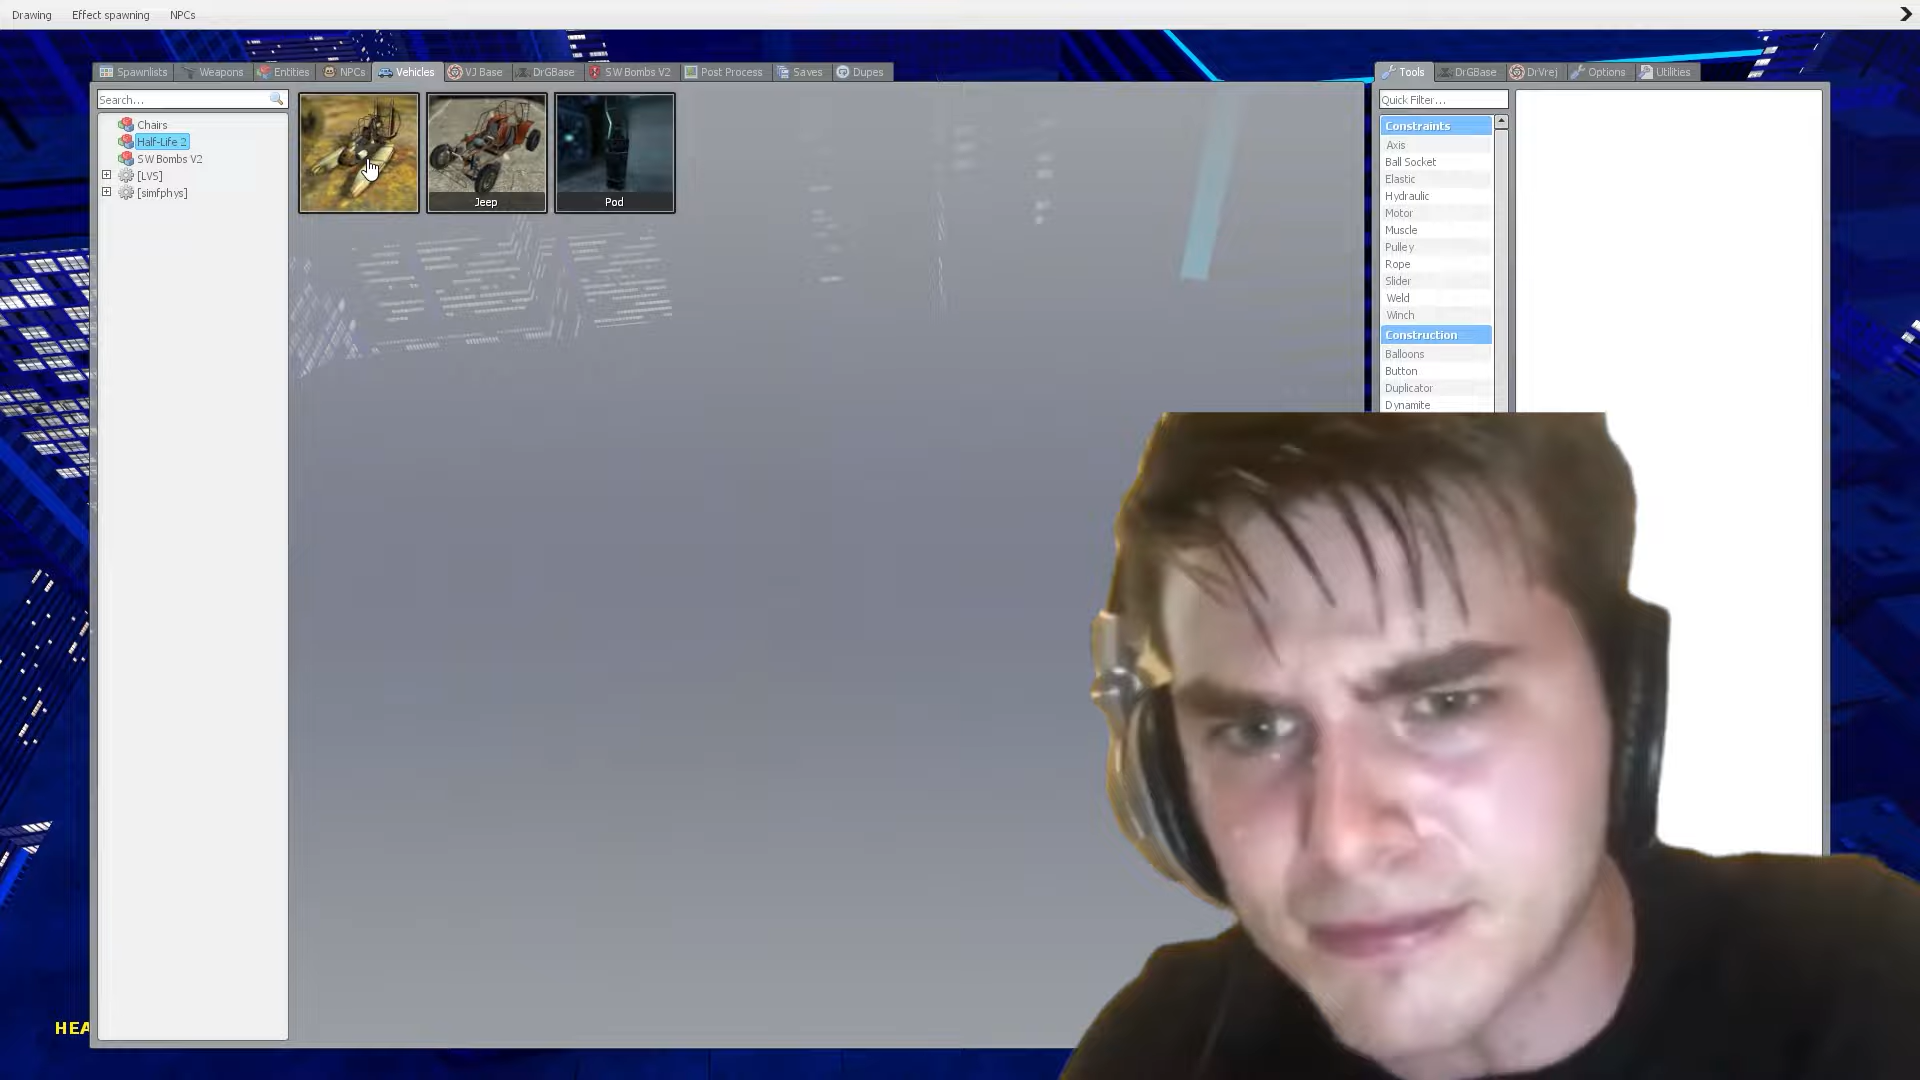 Drawing Effect spawning NPCs
Spawnlists Weapons Entities NPCs Vehicles VJ Base DrGBase SW Bombs V2 Post Process Saves Dupes
Tools DrGBase DrVrej Options Utilities
Search...
Chairs
Half-Life 2
SW Bombs V2
[LVS]
[simfphys]
Jeep
Pod
Quick Filter...
Constraints
Axis
Ball Socket
Elastic
Hydraulic
Motor
Muscle
Pulley
Rope
Slider
Weld
Winch
Construction
Balloons
Button
Duplicator
Dynamite
HEA